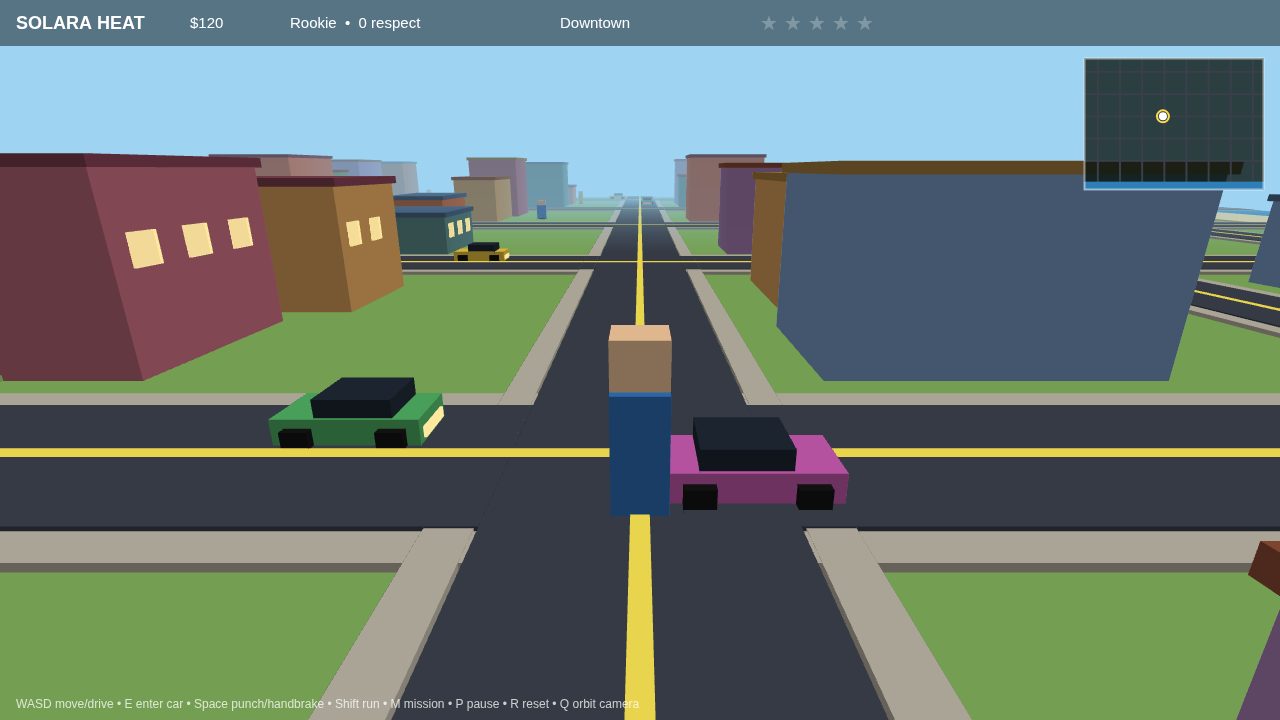 SOLARA HEAT $120 Rookie • 0 respect Downtown ★ ★ ★ ★ ★
WASD move/drive • E enter car • Space punch/handbrake • Shift run • M mission • P pause • R reset • Q orbit camera